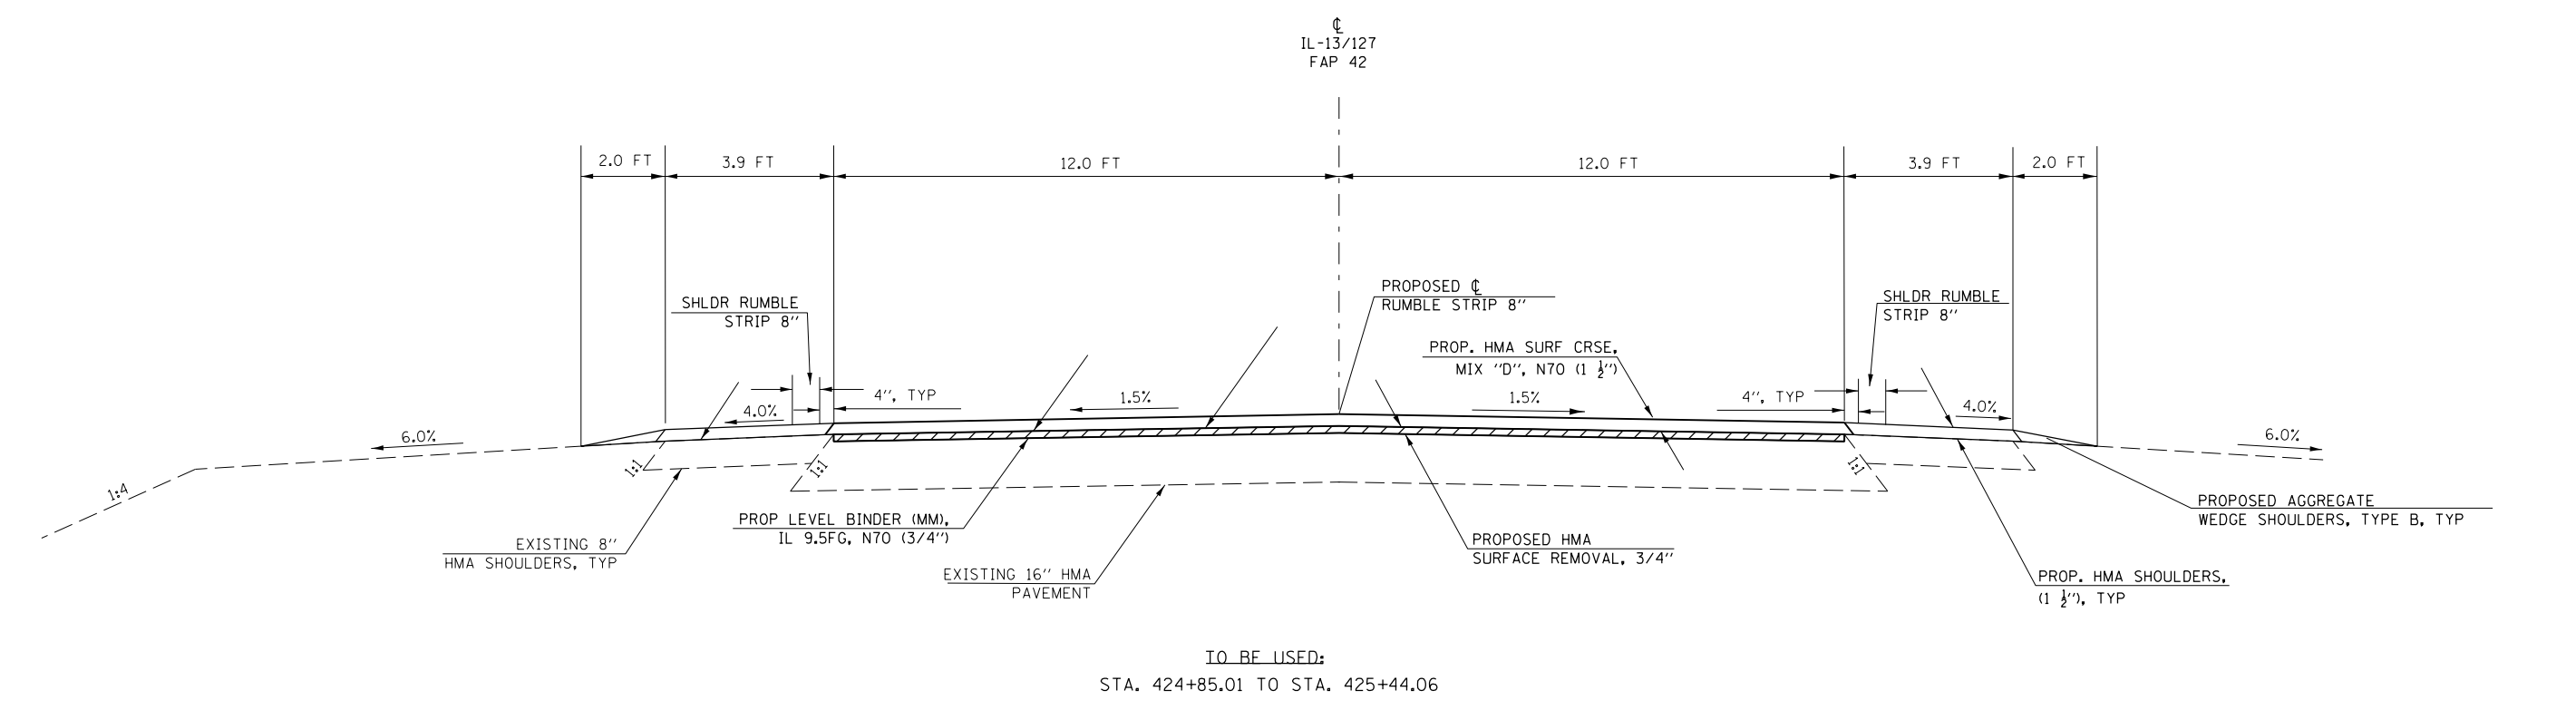 ℄
IL-13/127
FAP 42
2.0 FT
3.9 FT
12.0 FT
12.0 FT
3.9 FT
2.0 FT
SHLDR RUMBLE
STRIP 8"
PROPOSED ℄
RUMBLE STRIP 8"
SHLDR RUMBLE
STRIP 8"
PROP. HMA SURF CRSE,
MIX "D", N70 (1 ½")
4", TYP
1.5%
1.5%
4", TYP
4.0%
4.0%
6.0%
6.0%
1:4
1:1
1:1
1:1
PROP LEVEL BINDER (MM),
IL 9.5FG, N70 (3/4")
EXISTING 8"
HMA SHOULDERS, TYP
EXISTING 16" HMA
PAVEMENT
PROPOSED HMA
SURFACE REMOVAL, 3/4"
PROPOSED AGGREGATE
WEDGE SHOULDERS, TYPE B, TYP
PROP. HMA SHOULDERS,
(1 ½"), TYP
TO BE USED:
STA. 424+85.01 TO STA. 425+44.06